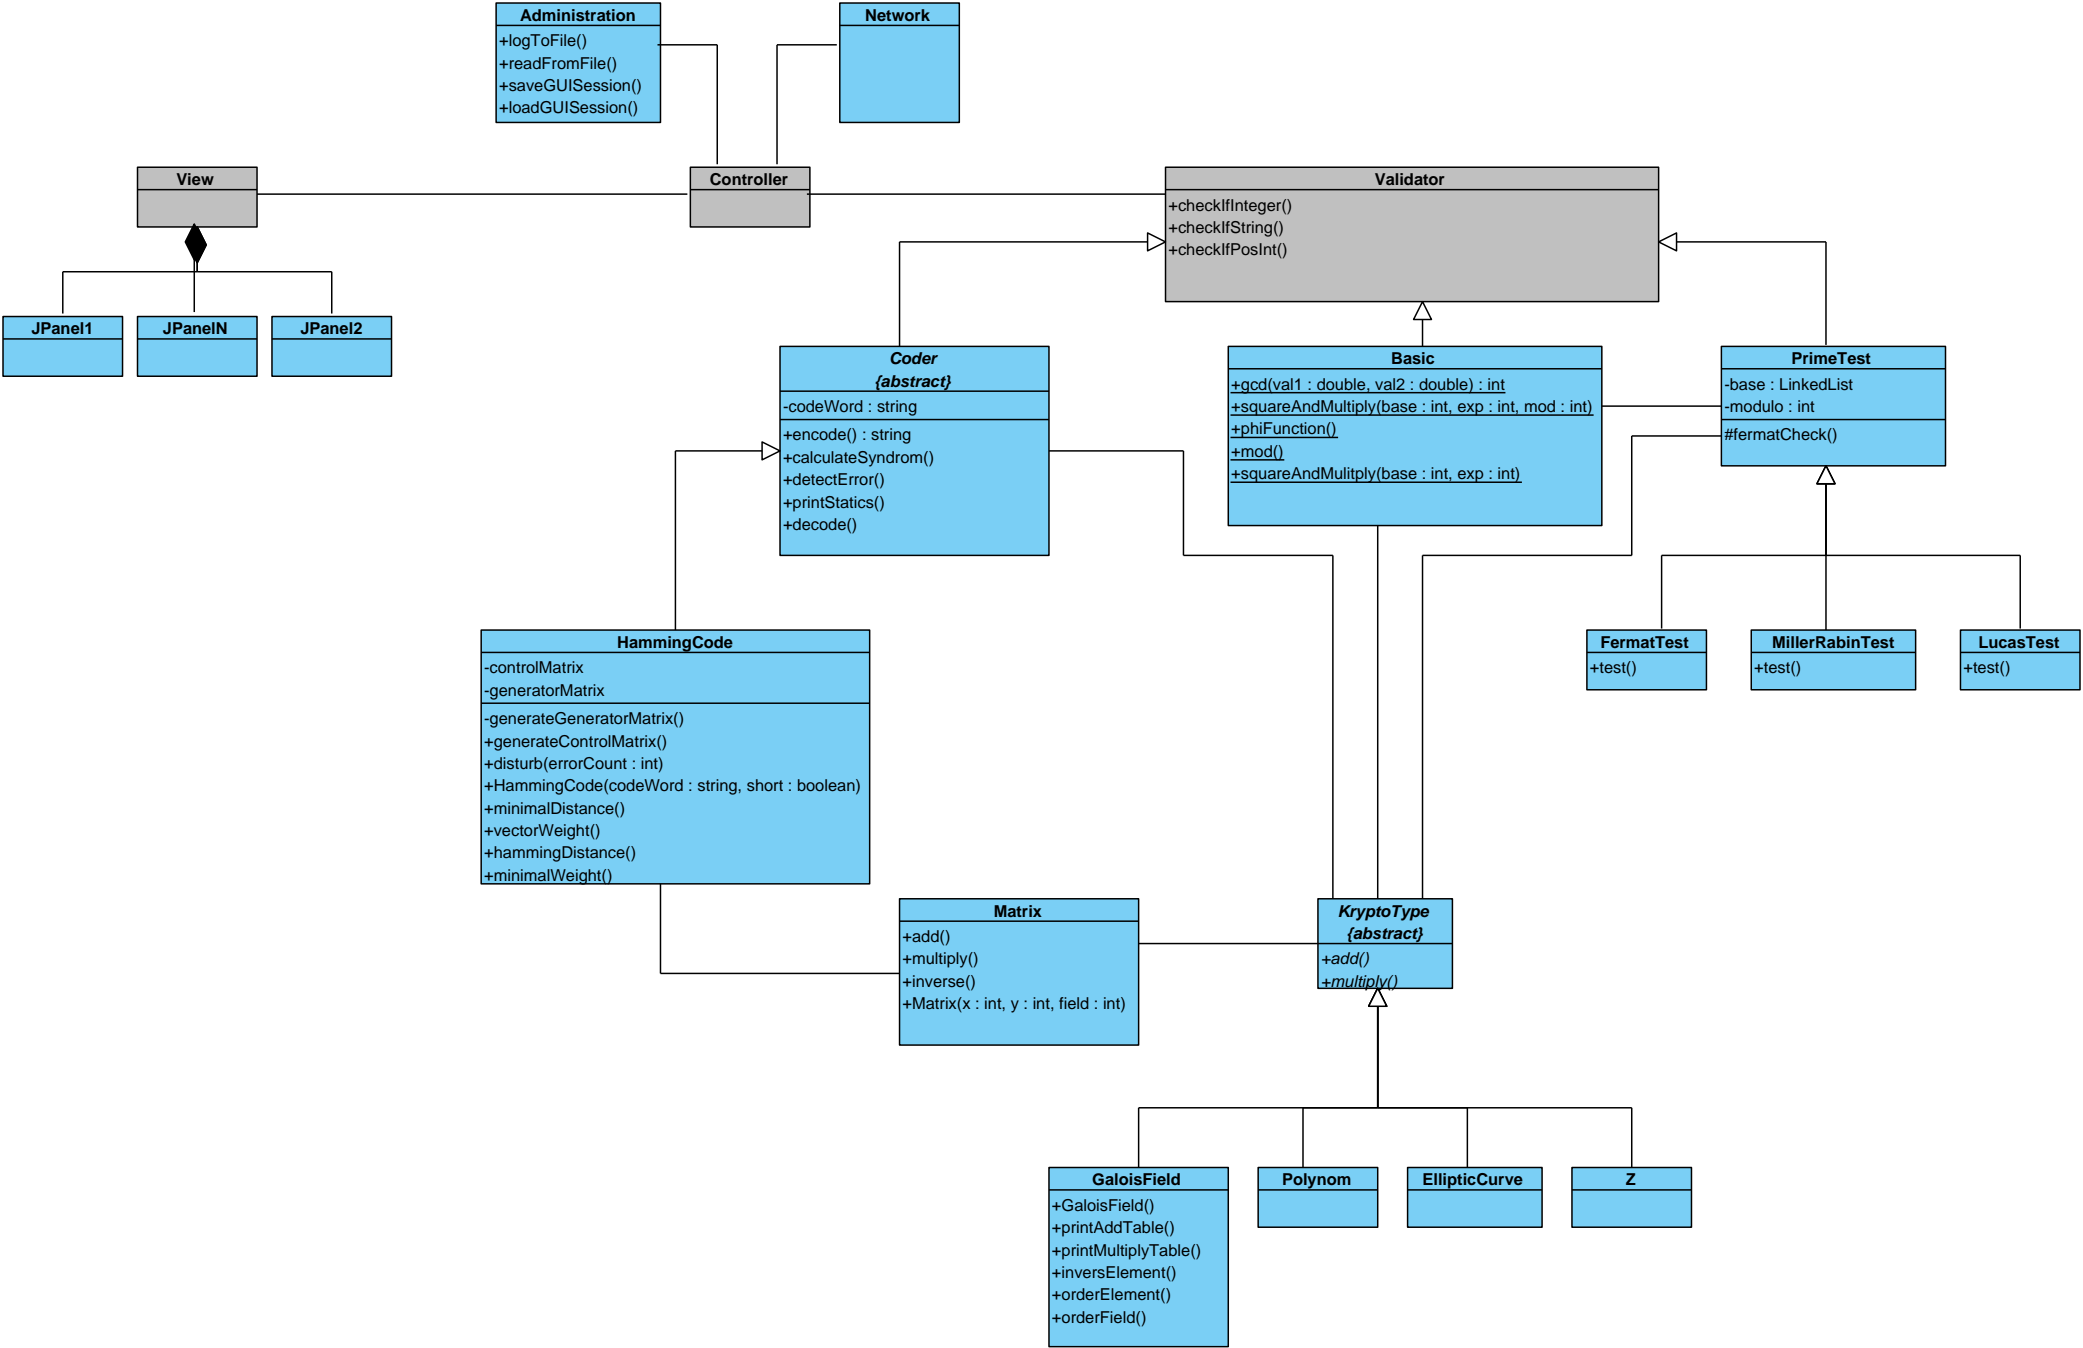 Administration
+logToFile()
+readFromFile()
+saveGUISession()
+loadGUISession()
Network
View
Controller
Validator
+checkIfInteger()
+checkIfString()
+checkIfPosInt()
JPanel1
JPanelN
JPanel2
Coder
{abstract}
-codeWord : string
+encode() : string
+calculateSyndrom()
+detectError()
+printStatics()
+decode()
Basic
+gcd(val1 : double, val2 : double) : int
+squareAndMultiply(base : int, exp : int, mod : int)
+phiFunction()
+mod()
+squareAndMulitply(base : int, exp : int)
PrimeTest
-base : LinkedList
-modulo : int
#fermatCheck()
HammingCode
-controlMatrix
-generatorMatrix
-generateGeneratorMatrix()
+generateControlMatrix()
+disturb(errorCount : int)
+HammingCode(codeWord : string, short : boolean)
+minimalDistance()
+vectorWeight()
+hammingDistance()
+minimalWeight()
FermatTest
+test()
MillerRabinTest
+test()
LucasTest
+test()
Matrix
+add()
+multiply()
+inverse()
+Matrix(x : int, y : int, field : int)
KryptoType
{abstract}
+add()
+multiply()
GaloisField
+GaloisField()
+printAddTable()
+printMultiplyTable()
+inversElement()
+orderElement()
+orderField()
Polynom
EllipticCurve
Z